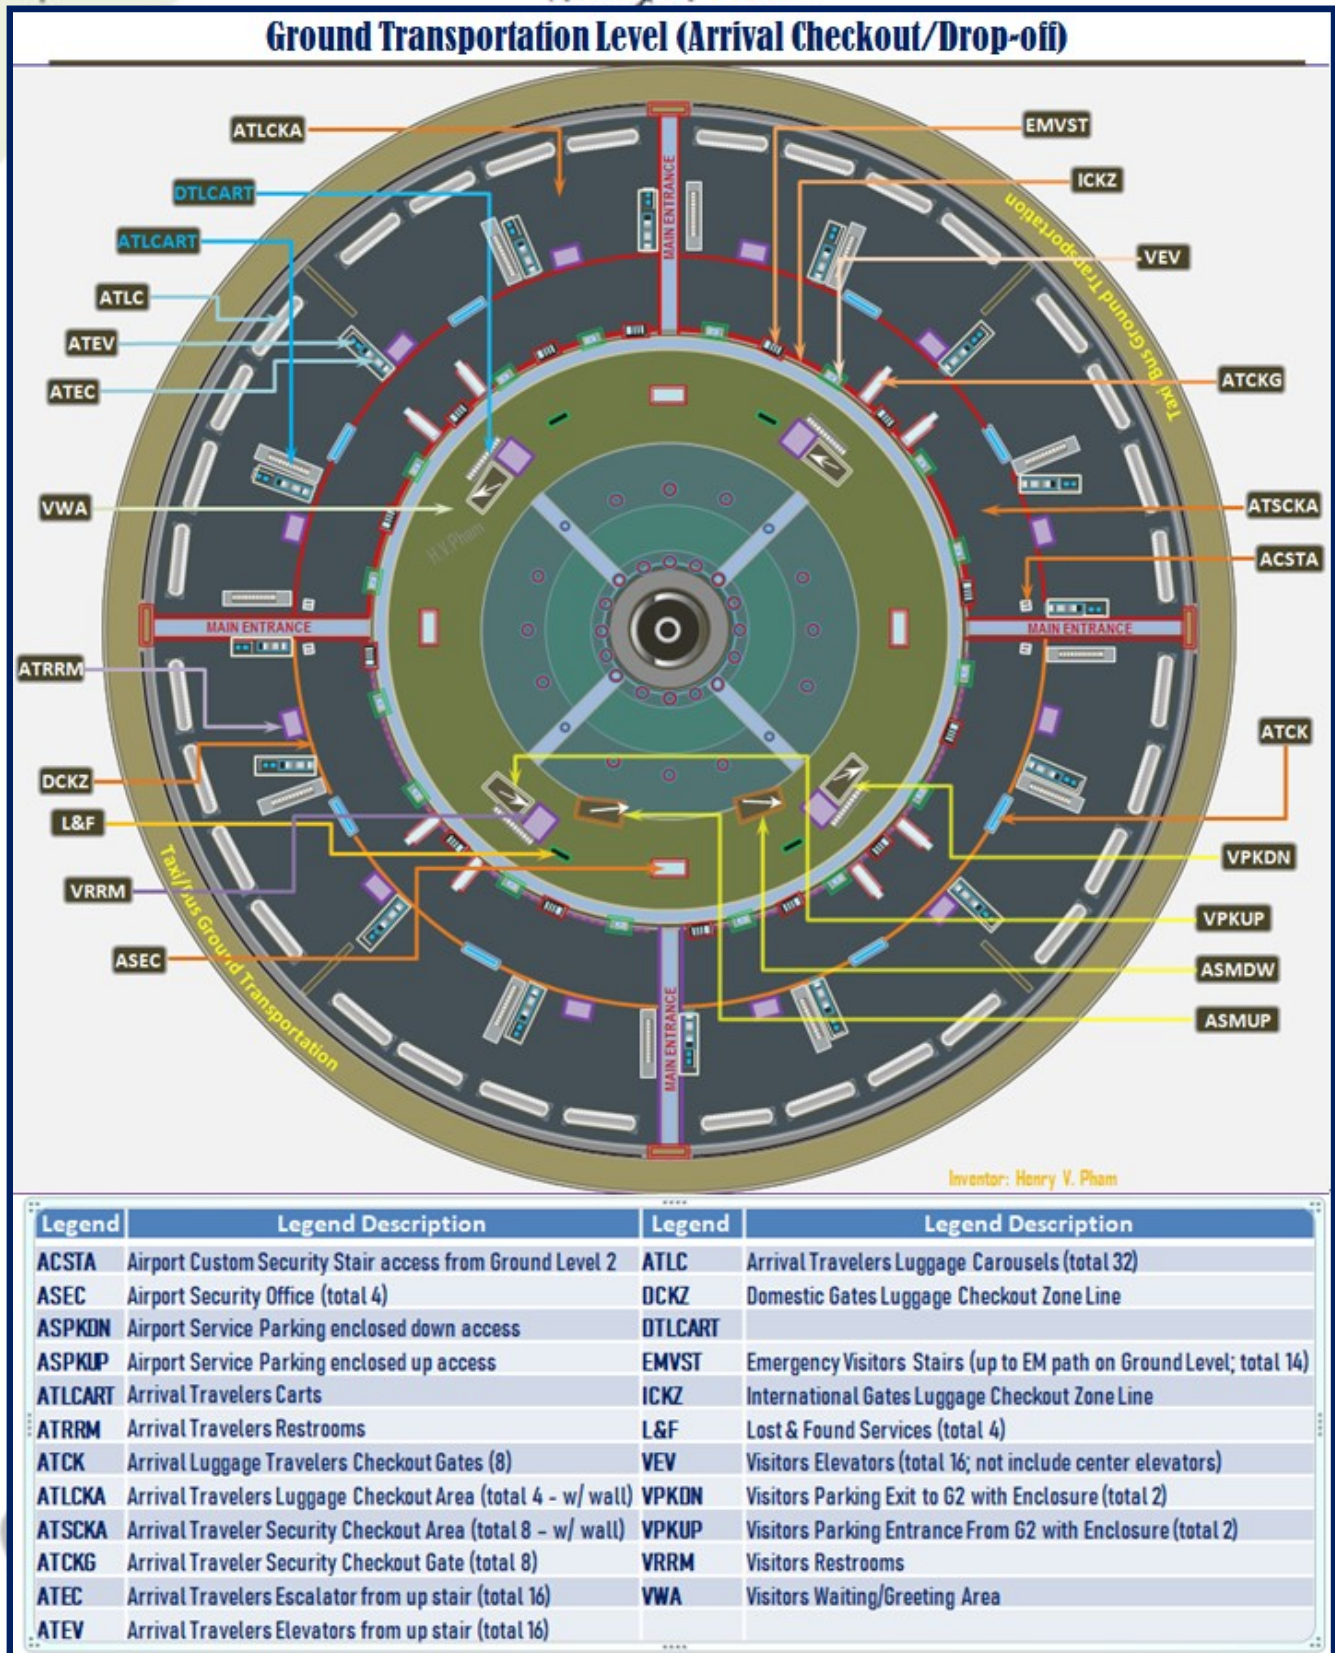 Ground Transportation Level (Arrival Checkout/Drop-off)
ATLCKA
EMVST
DTLCART
ICKZ
ATLCART
VEV
ATLC
ATEV
ATEC
ATCKG
VWA
ATSCKA
ACSTA
ATRRM
ATCK
DCKZ
L&F
VRRM
VPKDN
VPKUP
ASEC
ASMDW
ASMUP
MAIN ENTRANCE
MAIN ENTRANCE
MAIN ENTRANCE
MAIN ENTRANCE
Taxi Bus Ground Transportation
Taxi/Bus Ground Transportation
H.V.Pham
Inventor: Henry V. Pham
Legend Legend Description Legend Legend Description
ACSTA Airport Custom Security Stair access from Ground Level 2 ATLC Arrival Travelers Luggage Carousels (total 32)
ASEC Airport Security Office (total 4) DCKZ Domestic Gates Luggage Checkout Zone Line
ASPKDN Airport Service Parking enclosed down access DTLCART
ASPKUP Airport Service Parking enclosed up access EMVST Emergency Visitors Stairs (up to EM path on Ground Level; total 14)
ATLCART Arrival Travelers Carts ICKZ International Gates Luggage Checkout Zone Line
ATRRM Arrival Travelers Restrooms L&F Lost & Found Services (total 4)
ATCK Arrival Luggage Travelers Checkout Gates (8) VEV Visitors Elevators (total 16; not include center elevators)
ATLCKA Arrival Travelers Luggage Checkout Area (total 4 - w/ wall) VPKDN Visitors Parking Exit to G2 with Enclosure (total 2)
ATSCKA Arrival Traveler Security Checkout Area (total 8 - w/ wall) VPKUP Visitors Parking Entrance From G2 with Enclosure (total 2)
ATCKG Arrival Traveler Security Checkout Gate (total 8) VRRM Visitors Restrooms
ATEC Arrival Travelers Escalator from up stair (total 16) VWA Visitors Waiting/Greeting Area
ATEV Arrival Travelers Elevators from up stair (total 16)